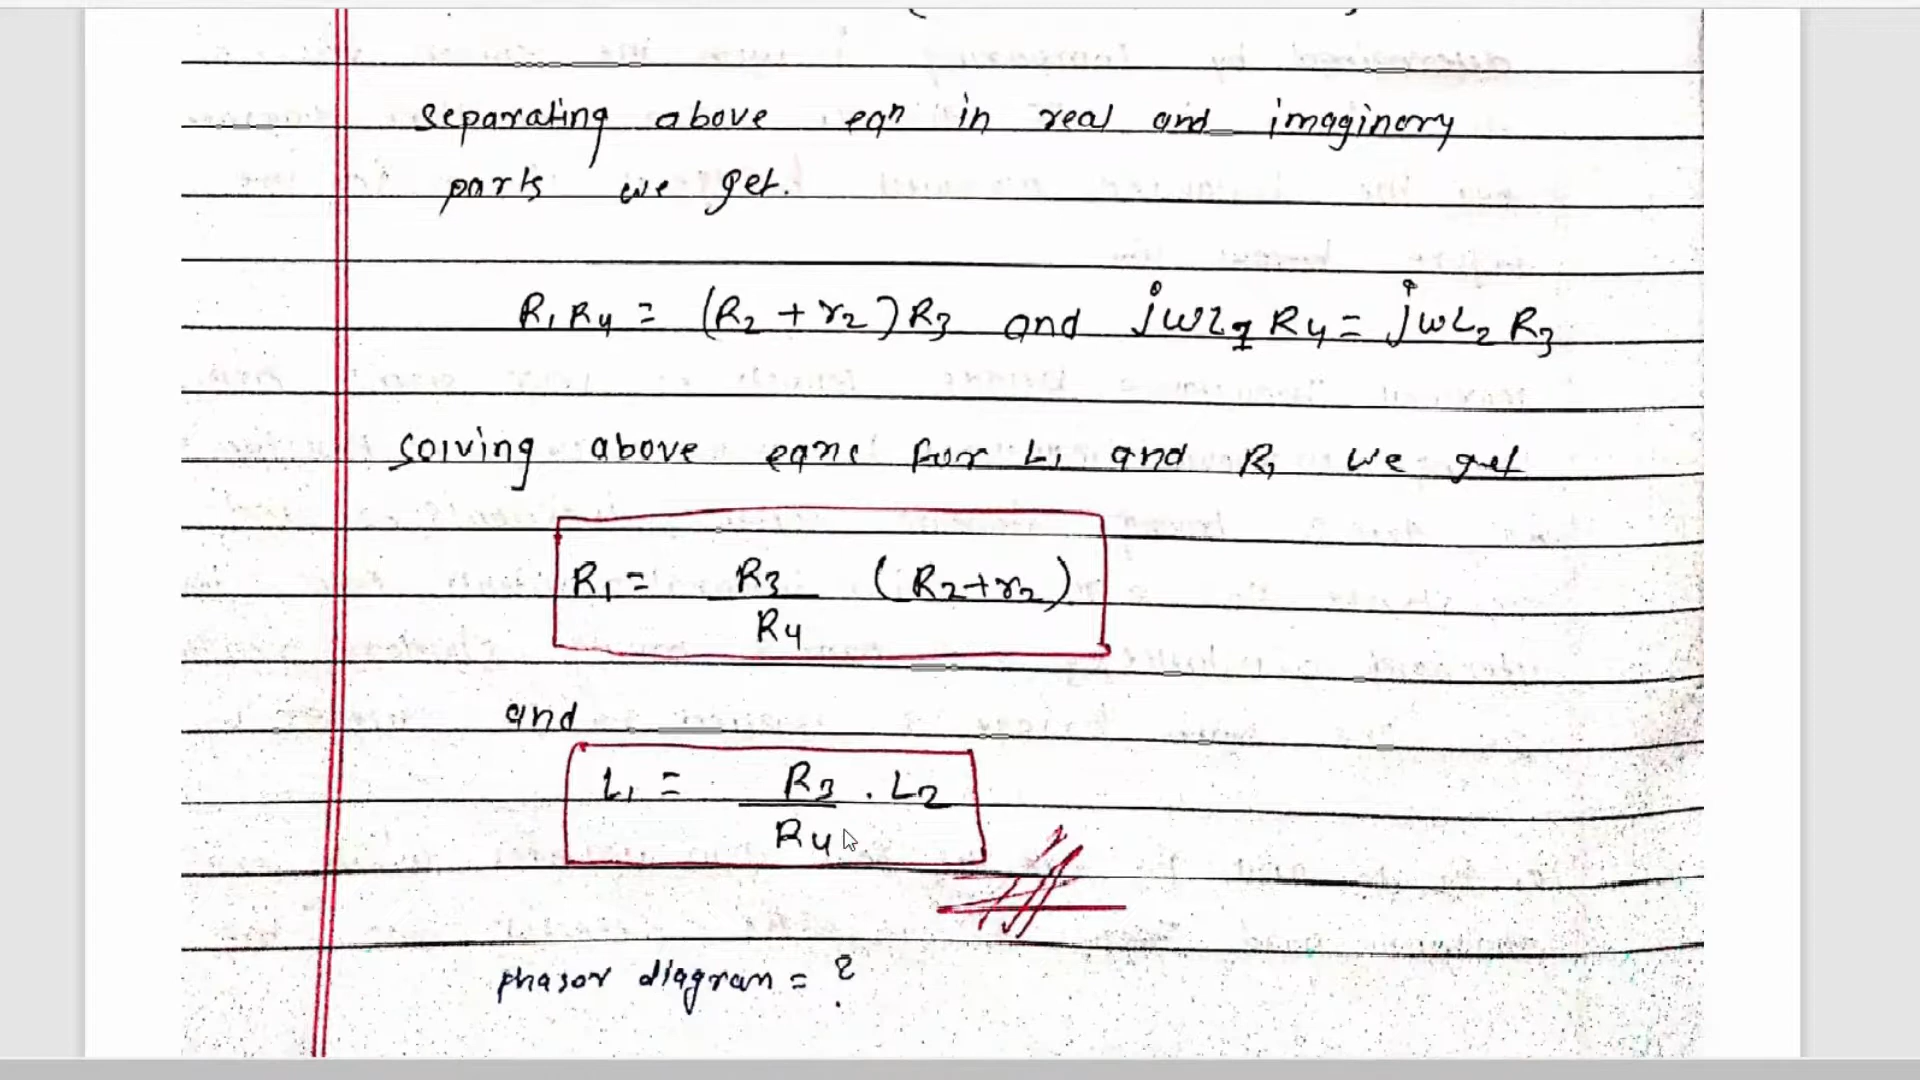 separating above eqn in real and imaginary
parts we get.
R₁R₄ = (R₂ + r₂)R₃ and jωL₁R₄ = jωL₂R₃
solving above eqns for L₁ and R₁ we get
R₁ = R₃/R₄ (R₂+r₂)
and
L₁ = R₃/R₄ . L₂
phasor diagram = ?